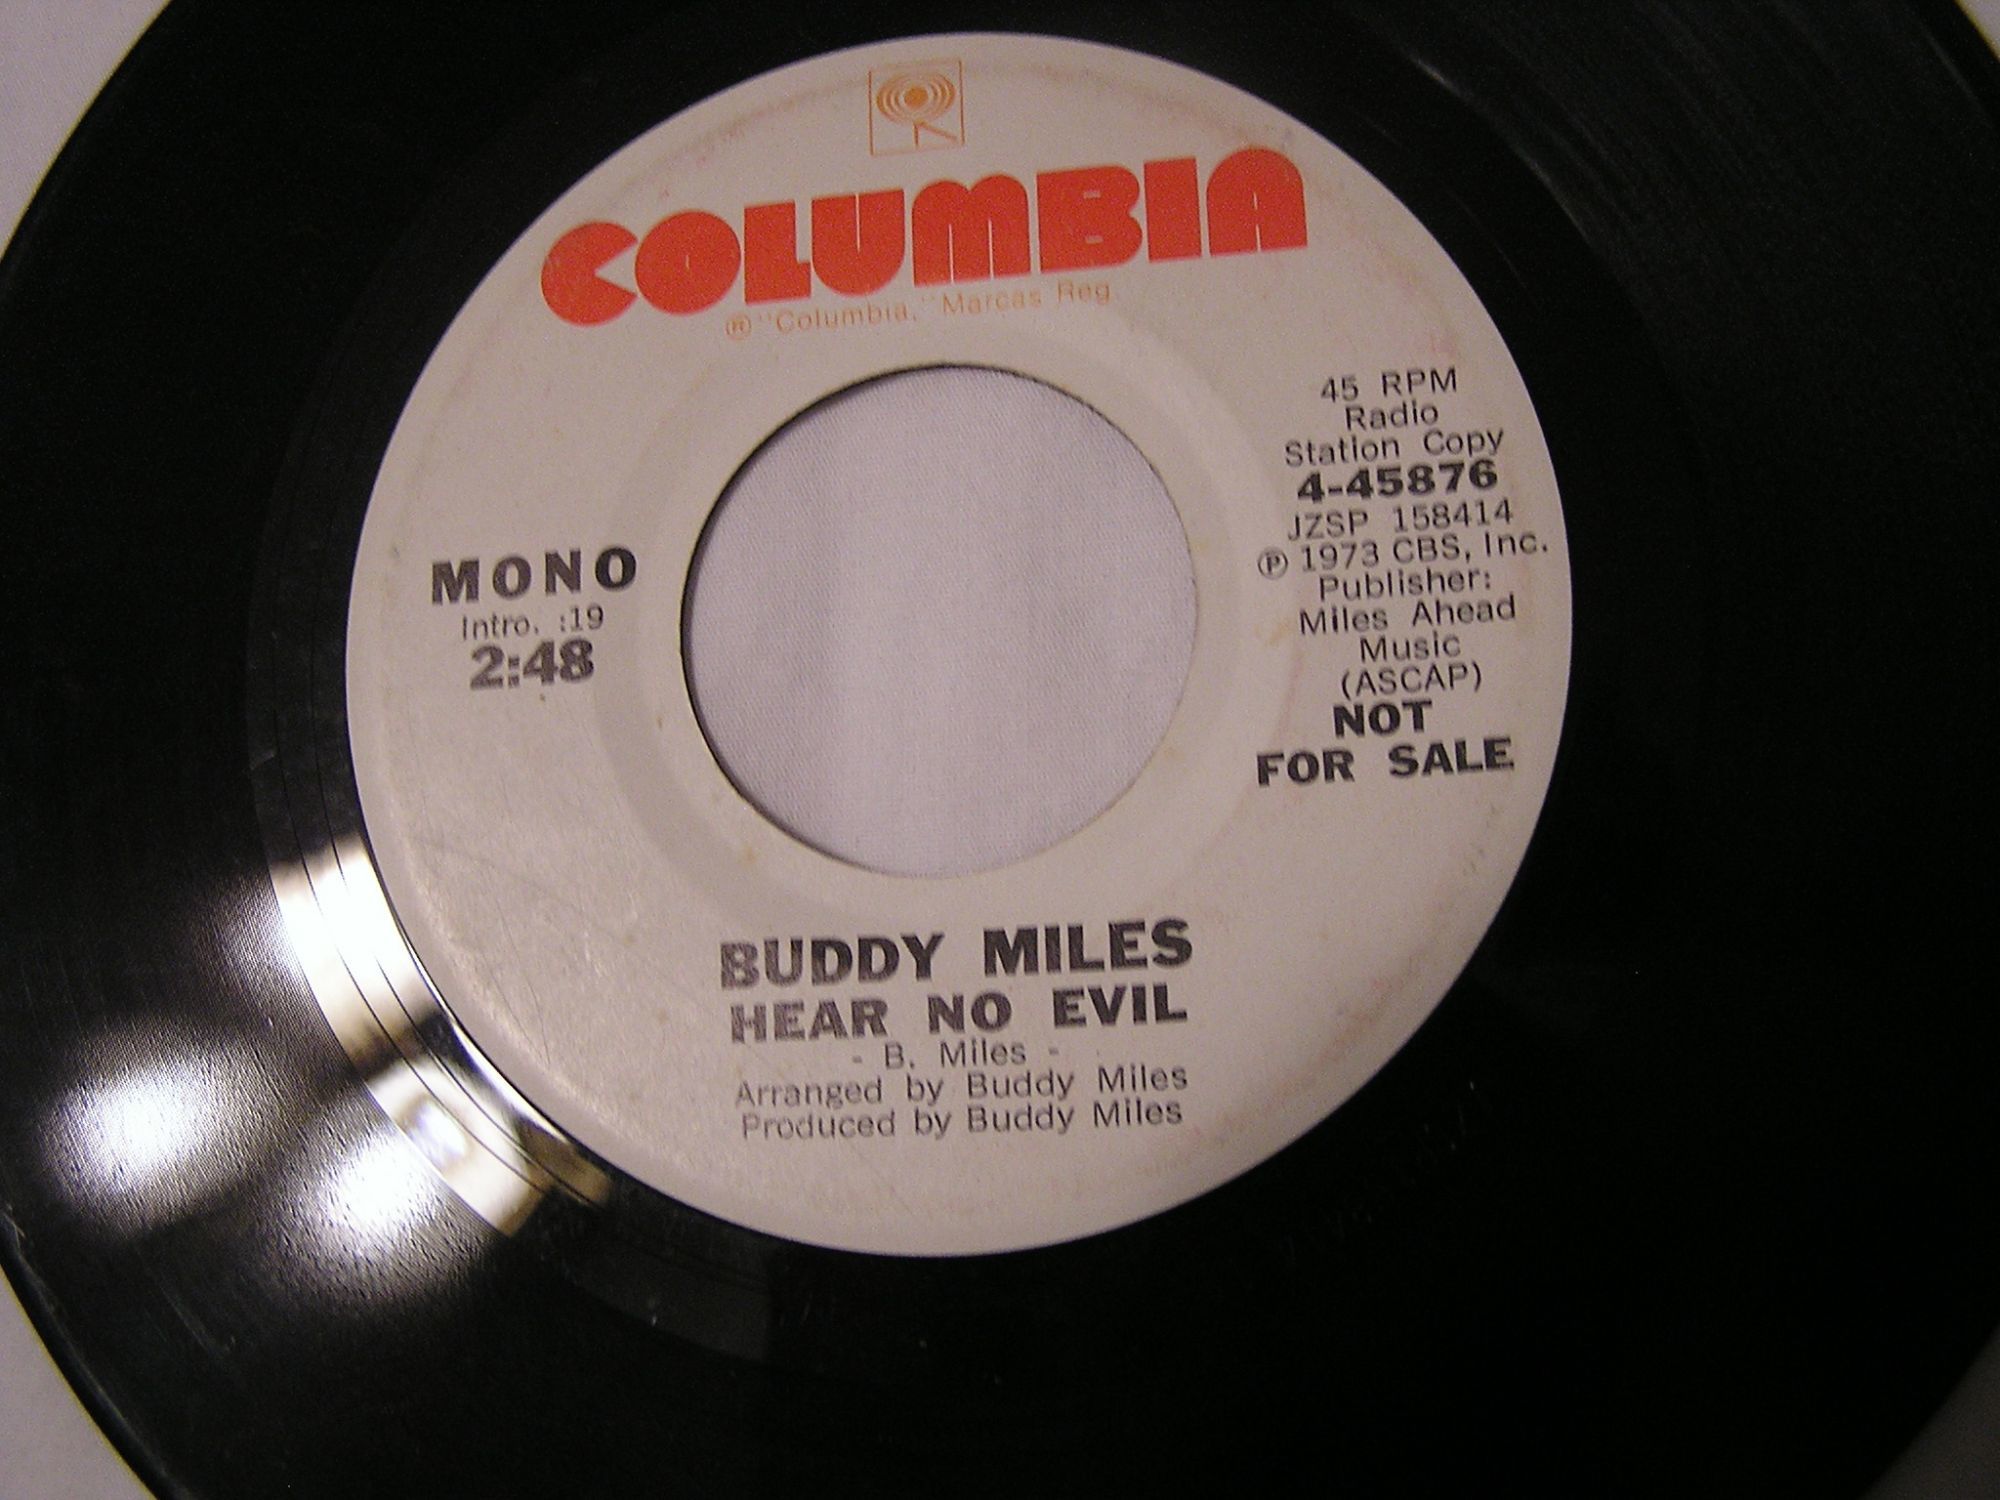 COLUMBIA
® "Columbia," Marcas Reg
45 RPM
Radio
Station Copy
4-45876
JZSP 158414
℗ 1973 CBS, Inc.
Publisher:
Miles Ahead
Music
(ASCAP)
NOT
FOR SALE
MONO
Intro. :19
2:48
BUDDY MILES
HEAR NO EVIL
- B. Miles -
Arranged by Buddy Miles
Produced by Buddy Miles